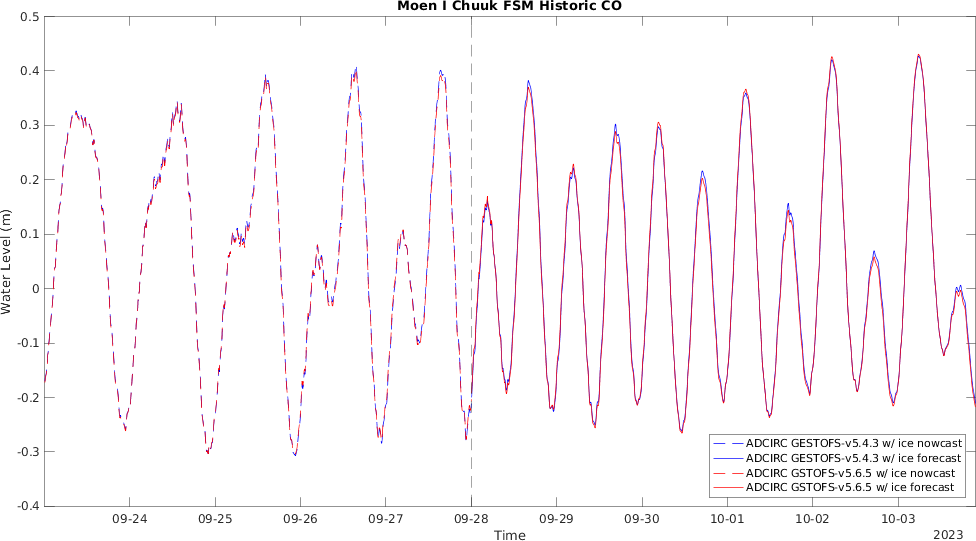 Moen I Chuuk FSM Historic CO
0.5
0.4
0.3
0.2
0.1
0
-0.1
-0.2
-0.3
-0.4
Water Level (m)
09-24 09-25 09-26 09-27 09-28 09-29 09-30 10-01 10-02 10-03
Time
2023
ADCIRC GESTOFS-v5.4.3 w/ ice nowcast
ADCIRC GESTOFS-v5.4.3 w/ ice forecast
ADCIRC GSTOFS-v5.6.5 w/ ice nowcast
ADCIRC GSTOFS-v5.6.5 w/ ice forecast